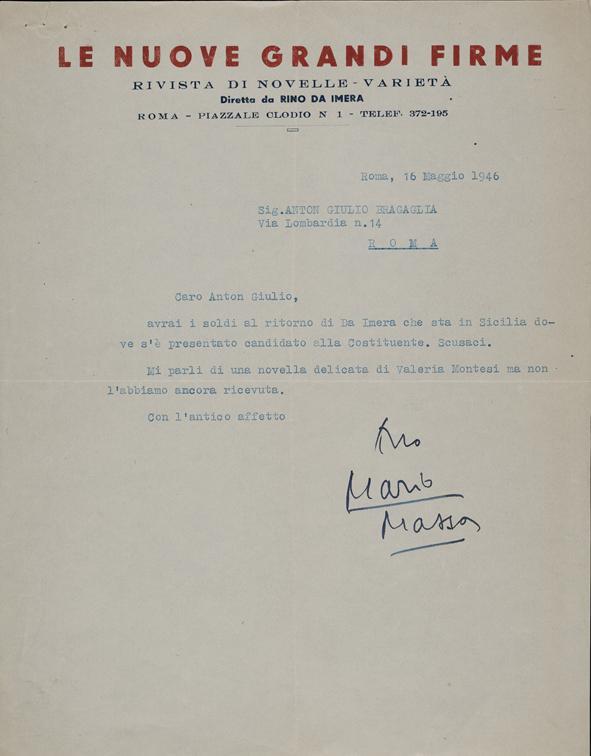 LE NUOVE GRANDI FIRME
RIVISTA DI NOVELLE - VARIETÀ
Diretta da RINO DA IMERA
ROMA - PIAZZALE CLODIO N 1 - TELEF. 372-195
Roma, 16 Maggio 1946
Sig.ANTON GIULIO BRAGAGLIA
Via Lombardia n.14
R O M A
Caro Anton Giulio,
avrai i soldi al ritorno di Da Imera che sta in Sicilia do-
ve s'è presentato candidato alla Costituente. Scusaci.
Mi parli di una novella delicata di Valeria Montesi ma non
l'abbiamo ancora ricevuta.
Con l'antico affetto
tuo
Mario
Massa